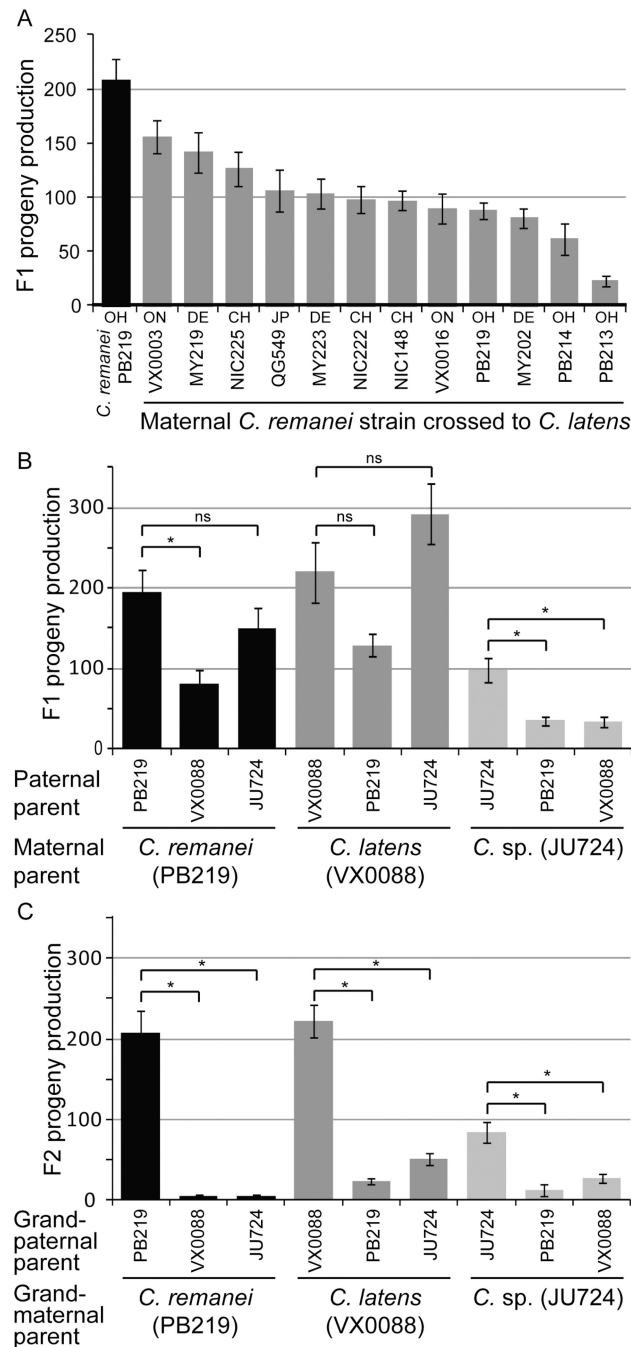 A
F1 progeny production
250
200
150
100
50
0
OH ON DE CH JP DE CH CH ON OH DE OH OH
C. remanei
PB219
VX0003
MY219
NIC225
QG549
MY223
NIC222
NIC148
VX0016
PB219
MY202
PB214
PB213
Maternal C. remanei strain crossed to C. latens
B
F1 progeny production
300
200
100
0
ns
*
ns
ns
*
*
Paternal parent
PB219
VX0088
JU724
VX0088
PB219
JU724
JU724
PB219
VX0088
Maternal parent
C. remanei (PB219)
C. latens (VX0088)
C. sp. (JU724)
C
F2 progeny production
300
200
100
0
*
*
*
*
*
*
Grand-paternal parent
PB219
VX0088
JU724
VX0088
PB219
JU724
JU724
PB219
VX0088
Grand-maternal parent
C. remanei (PB219)
C. latens (VX0088)
C. sp. (JU724)